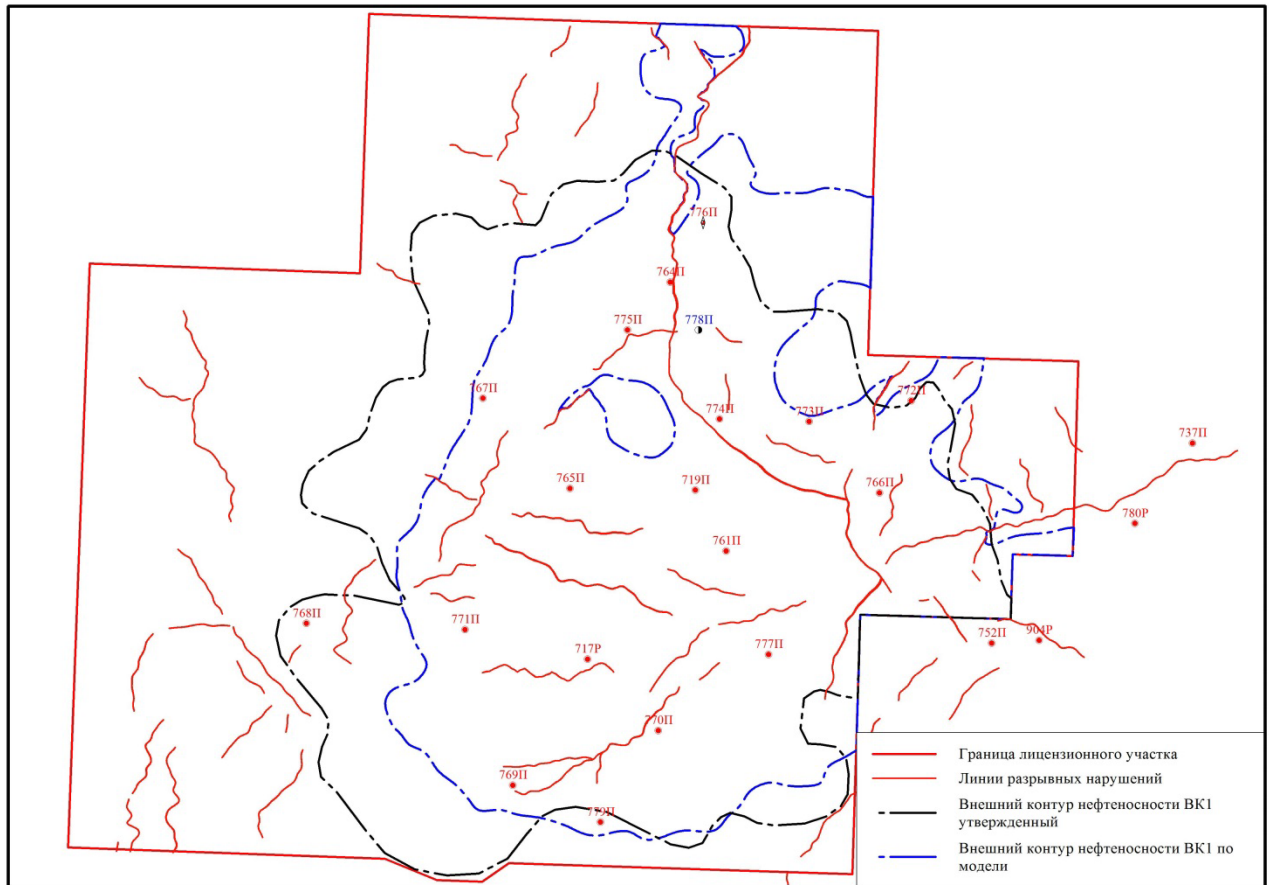 776П
764П
775П
778П
767П
772П
774П
773П
737П
765П
719П
766П
780Р
761П
768П
771П
752П
904Р
717Р
777П
770П
769П
779П
Граница лицензионного участка
Линии разрывных нарушений
Внешний контур нефтеносности ВК1
утвержденный
Внешний контур нефтеносности ВК1 по
модели